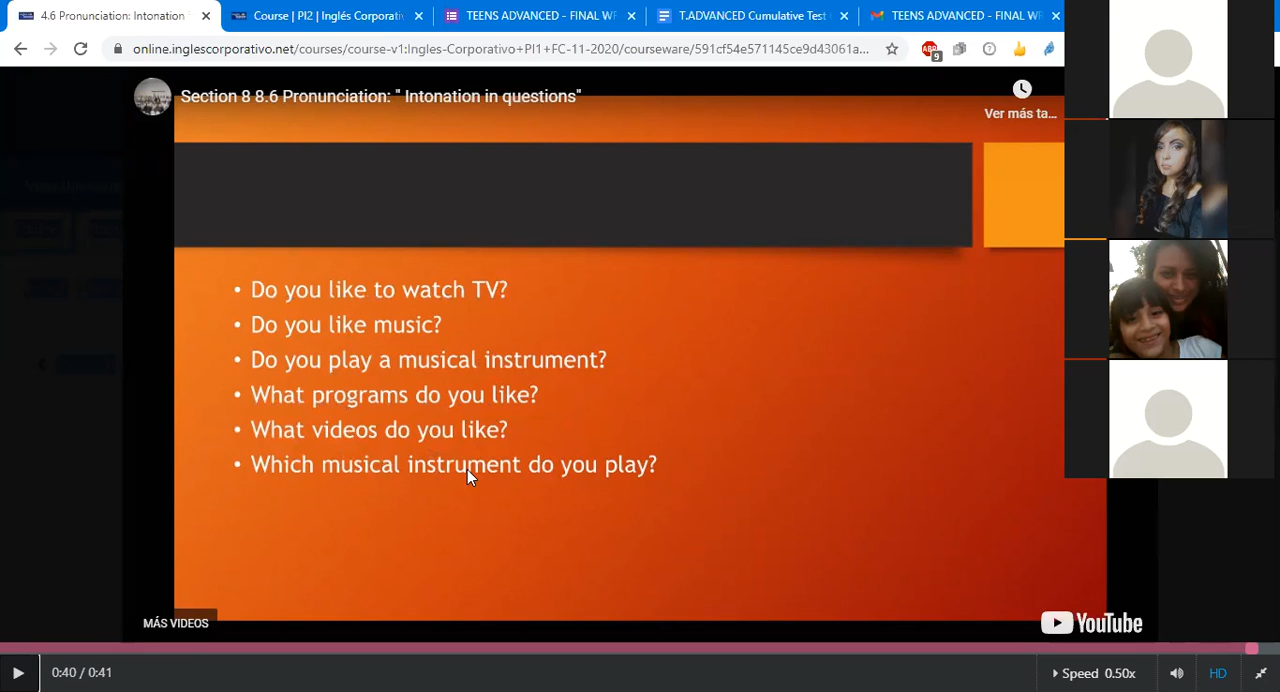 4.6 Pronunciation: Intonation
Course | PI2 | Inglés Corporati
TEENS ADVANCED - FINAL WR
T.ADVANCED Cumulative Test
TEENS ADVANCED - FINAL WR
online.inglescorporativo.net/courses/course-v1:Ingles-Corporativo+PI1+FC-11-2020/courseware/591cf54e571145ce9d43061a...
ABP
9
Section 8 8.6 Pronunciation: " Intonation in questions"
Ver más ta...
• Do you like to watch TV?
• Do you like music?
• Do you play a musical instrument?
• What programs do you like?
• What videos do you like?
• Which musical instrument do you play?
MÁS VIDEOS
YouTube
0:40 / 0:41
Speed 0.50x
HD